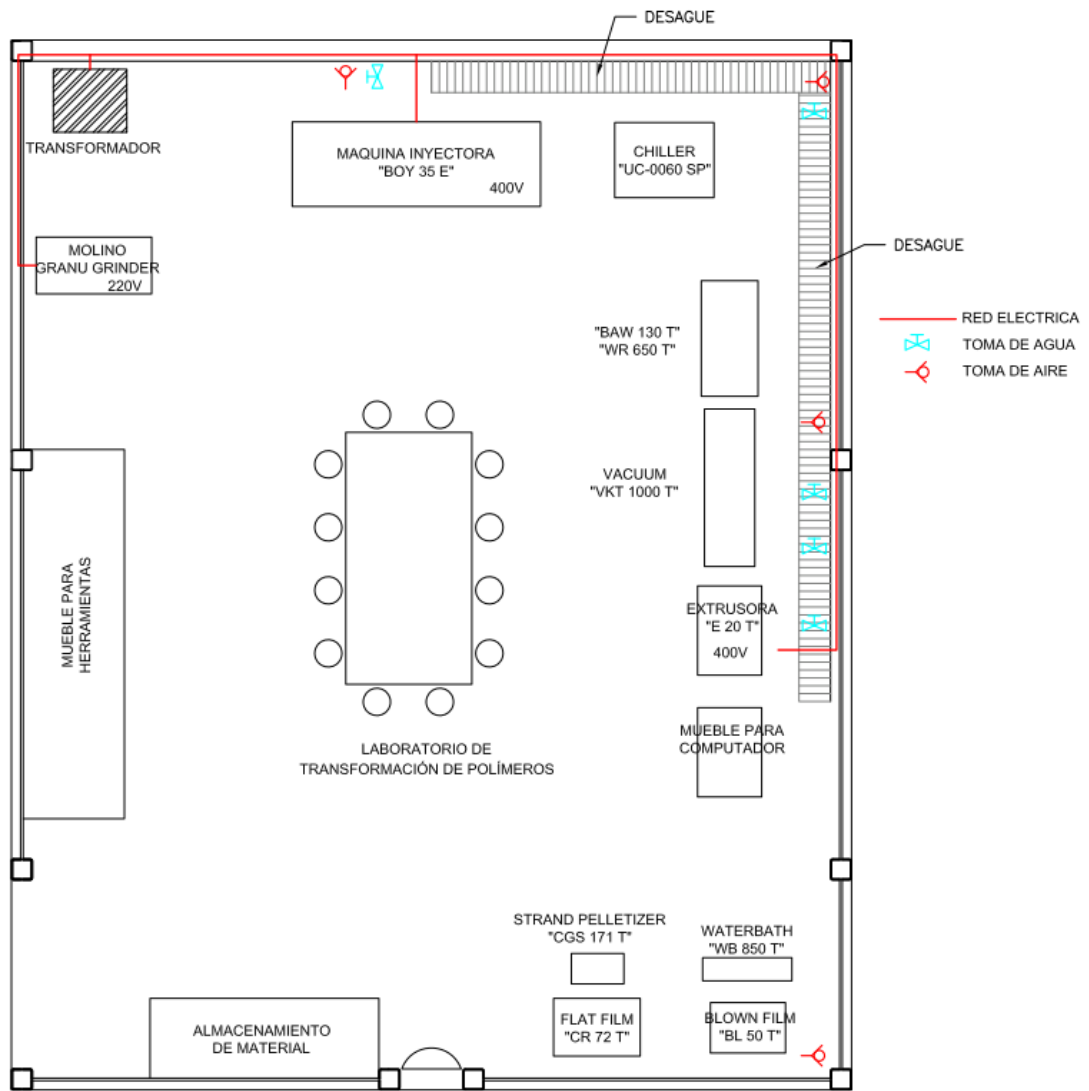 DESAGUE
TRANSFORMADOR
MAQUINA INYECTORA
"BOY 35 E"
400V
CHILLER
"UC-0060 SP"
MOLINO
GRANU GRINDER
220V
DESAGUE
RED ELECTRICA
TOMA DE AGUA
TOMA DE AIRE
"BAW 130 T"
"WR 650 T"
VACUUM
"VKT 1000 T"
MUEBLE PARA
HERRAMIENTAS
EXTRUSORA
"E 20 T"
400V
MUEBLE PARA
COMPUTADOR
LABORATORIO DE
TRANSFORMACIÓN DE POLÍMEROS
STRAND PELLETIZER
"CGS 171 T"
WATERBATH
"WB 850 T"
ALMACENAMIENTO
DE MATERIAL
FLAT FILM
"CR 72 T"
BLOWN FILM
"BL 50 T"